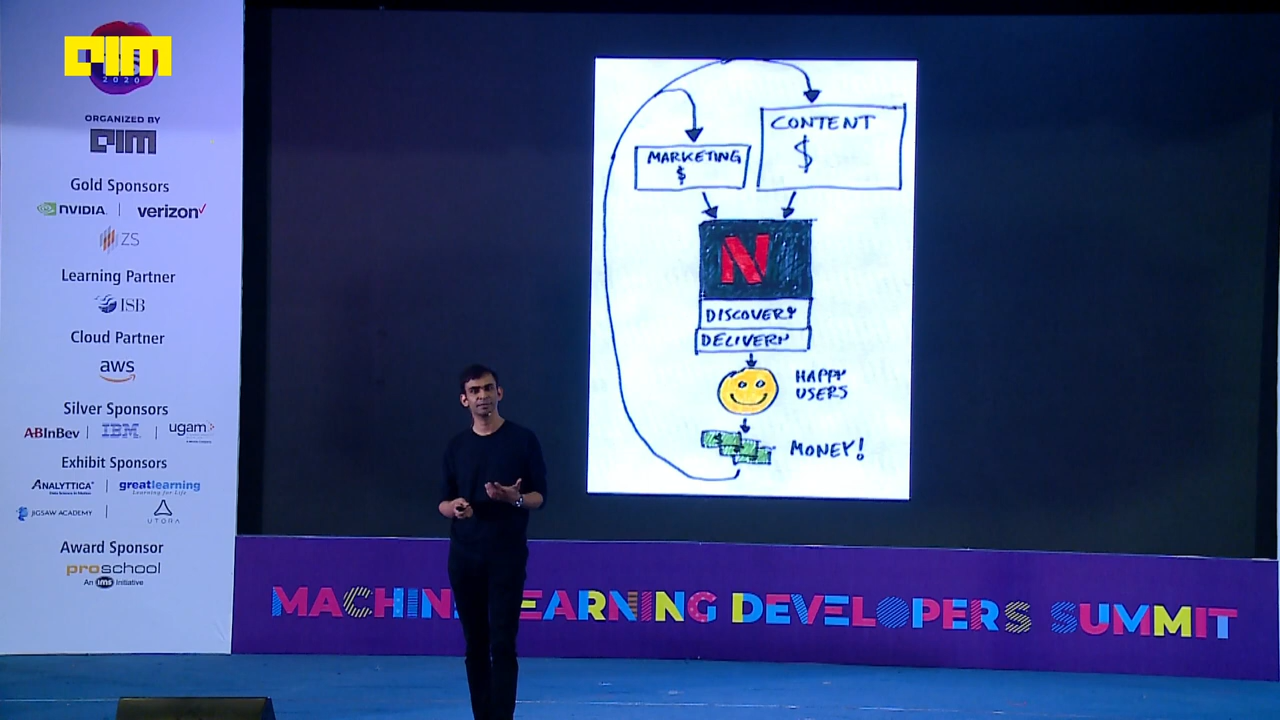 AIM
2020
ORGANIZED BY
AIM
Gold Sponsors
NVIDIA
verizon✓
ZS
Learning Partner
ISB
Cloud Partner
aws
Silver Sponsors
ABInBev
IBM
ugam
Exhibit Sponsors
ANALYTTICA
greatlearning
Learning for Life
JIGSAW ACADEMY
UTORA
Award Sponsor
proschool
An ims Initiative
CONTENT
$
MARKETING
$
N
DISCOVERY
DELIVERY
HAPPY
USERS
MONEY!
MACHINE LEARNING DEVELOPERS SUMMIT